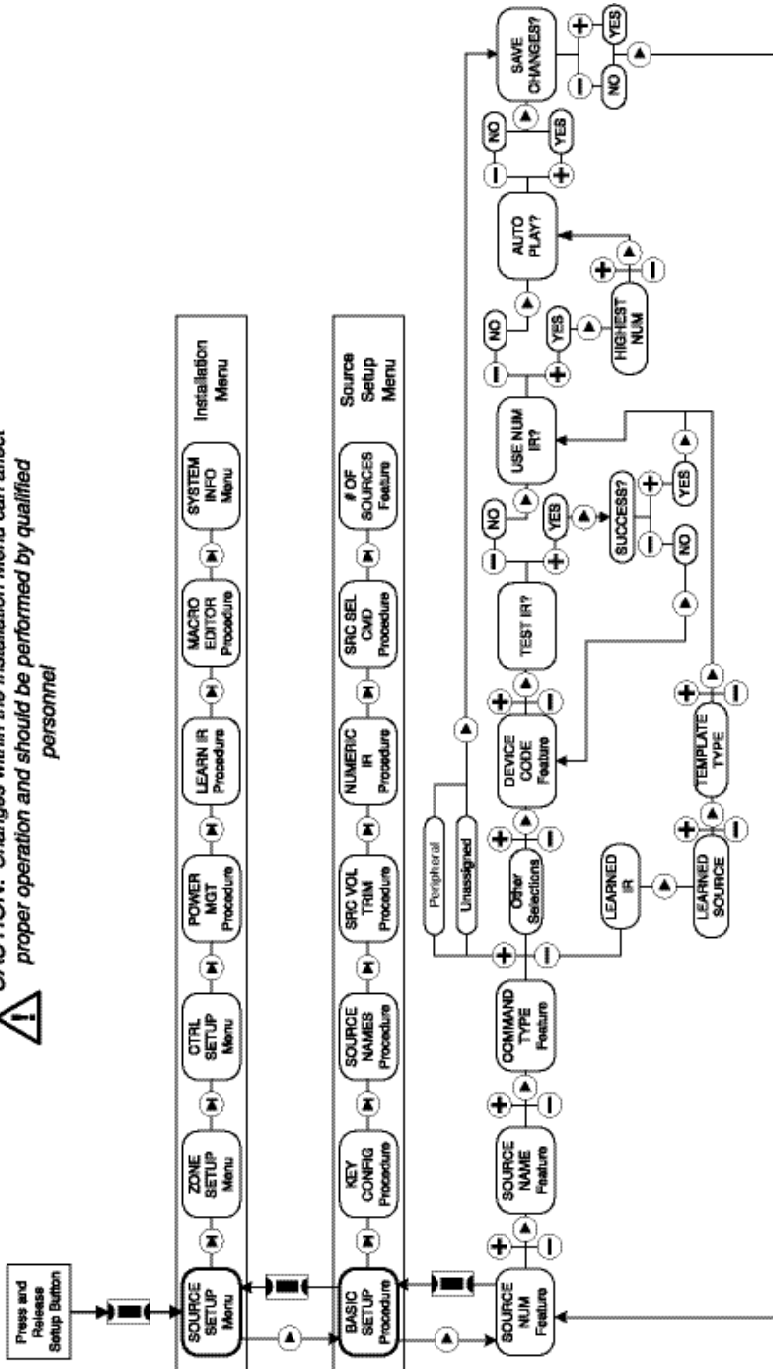 CAUTION: Changes within the Installation Menu can affect
proper operation and should be performed by qualified
personnel
Press and
Release
Setup Button
SOURCE
SETUP
Menu
ZONE
SETUP
Menu
CTRL
SETUP
Menu
POWER
MGT
Procedure
LEARN IR
Procedure
MACRO
EDITOR
Procedure
SYSTEM
INFO
Menu
Installation
Menu
BASIC
SETUP
Procedure
KEY
CONFIG
Procedure
SOURCE
NAMES
Procedure
SRC VOL
TRIM
Procedure
NUMERIC
IR
Procedure
SRC SEL
CMD
Procedure
# OF
SOURCES
Feature
Source
Setup
Menu
SOURCE
NUM
Feature
SOURCE
NAME
Feature
COMMAND
TYPE
Feature
Peripheral
Unassigned
Other
Selections
LEARNED
IR
LEARNED
SOURCE
TEMPLATE
TYPE
DEVICE
CODE
Feature
TEST IR?
NO
YES
SUCCESS?
NO
YES
USE NUM
IR?
NO
YES
HIGHEST
NUM
AUTO
PLAY?
NO
YES
SAVE
CHANGES?
NO
YES